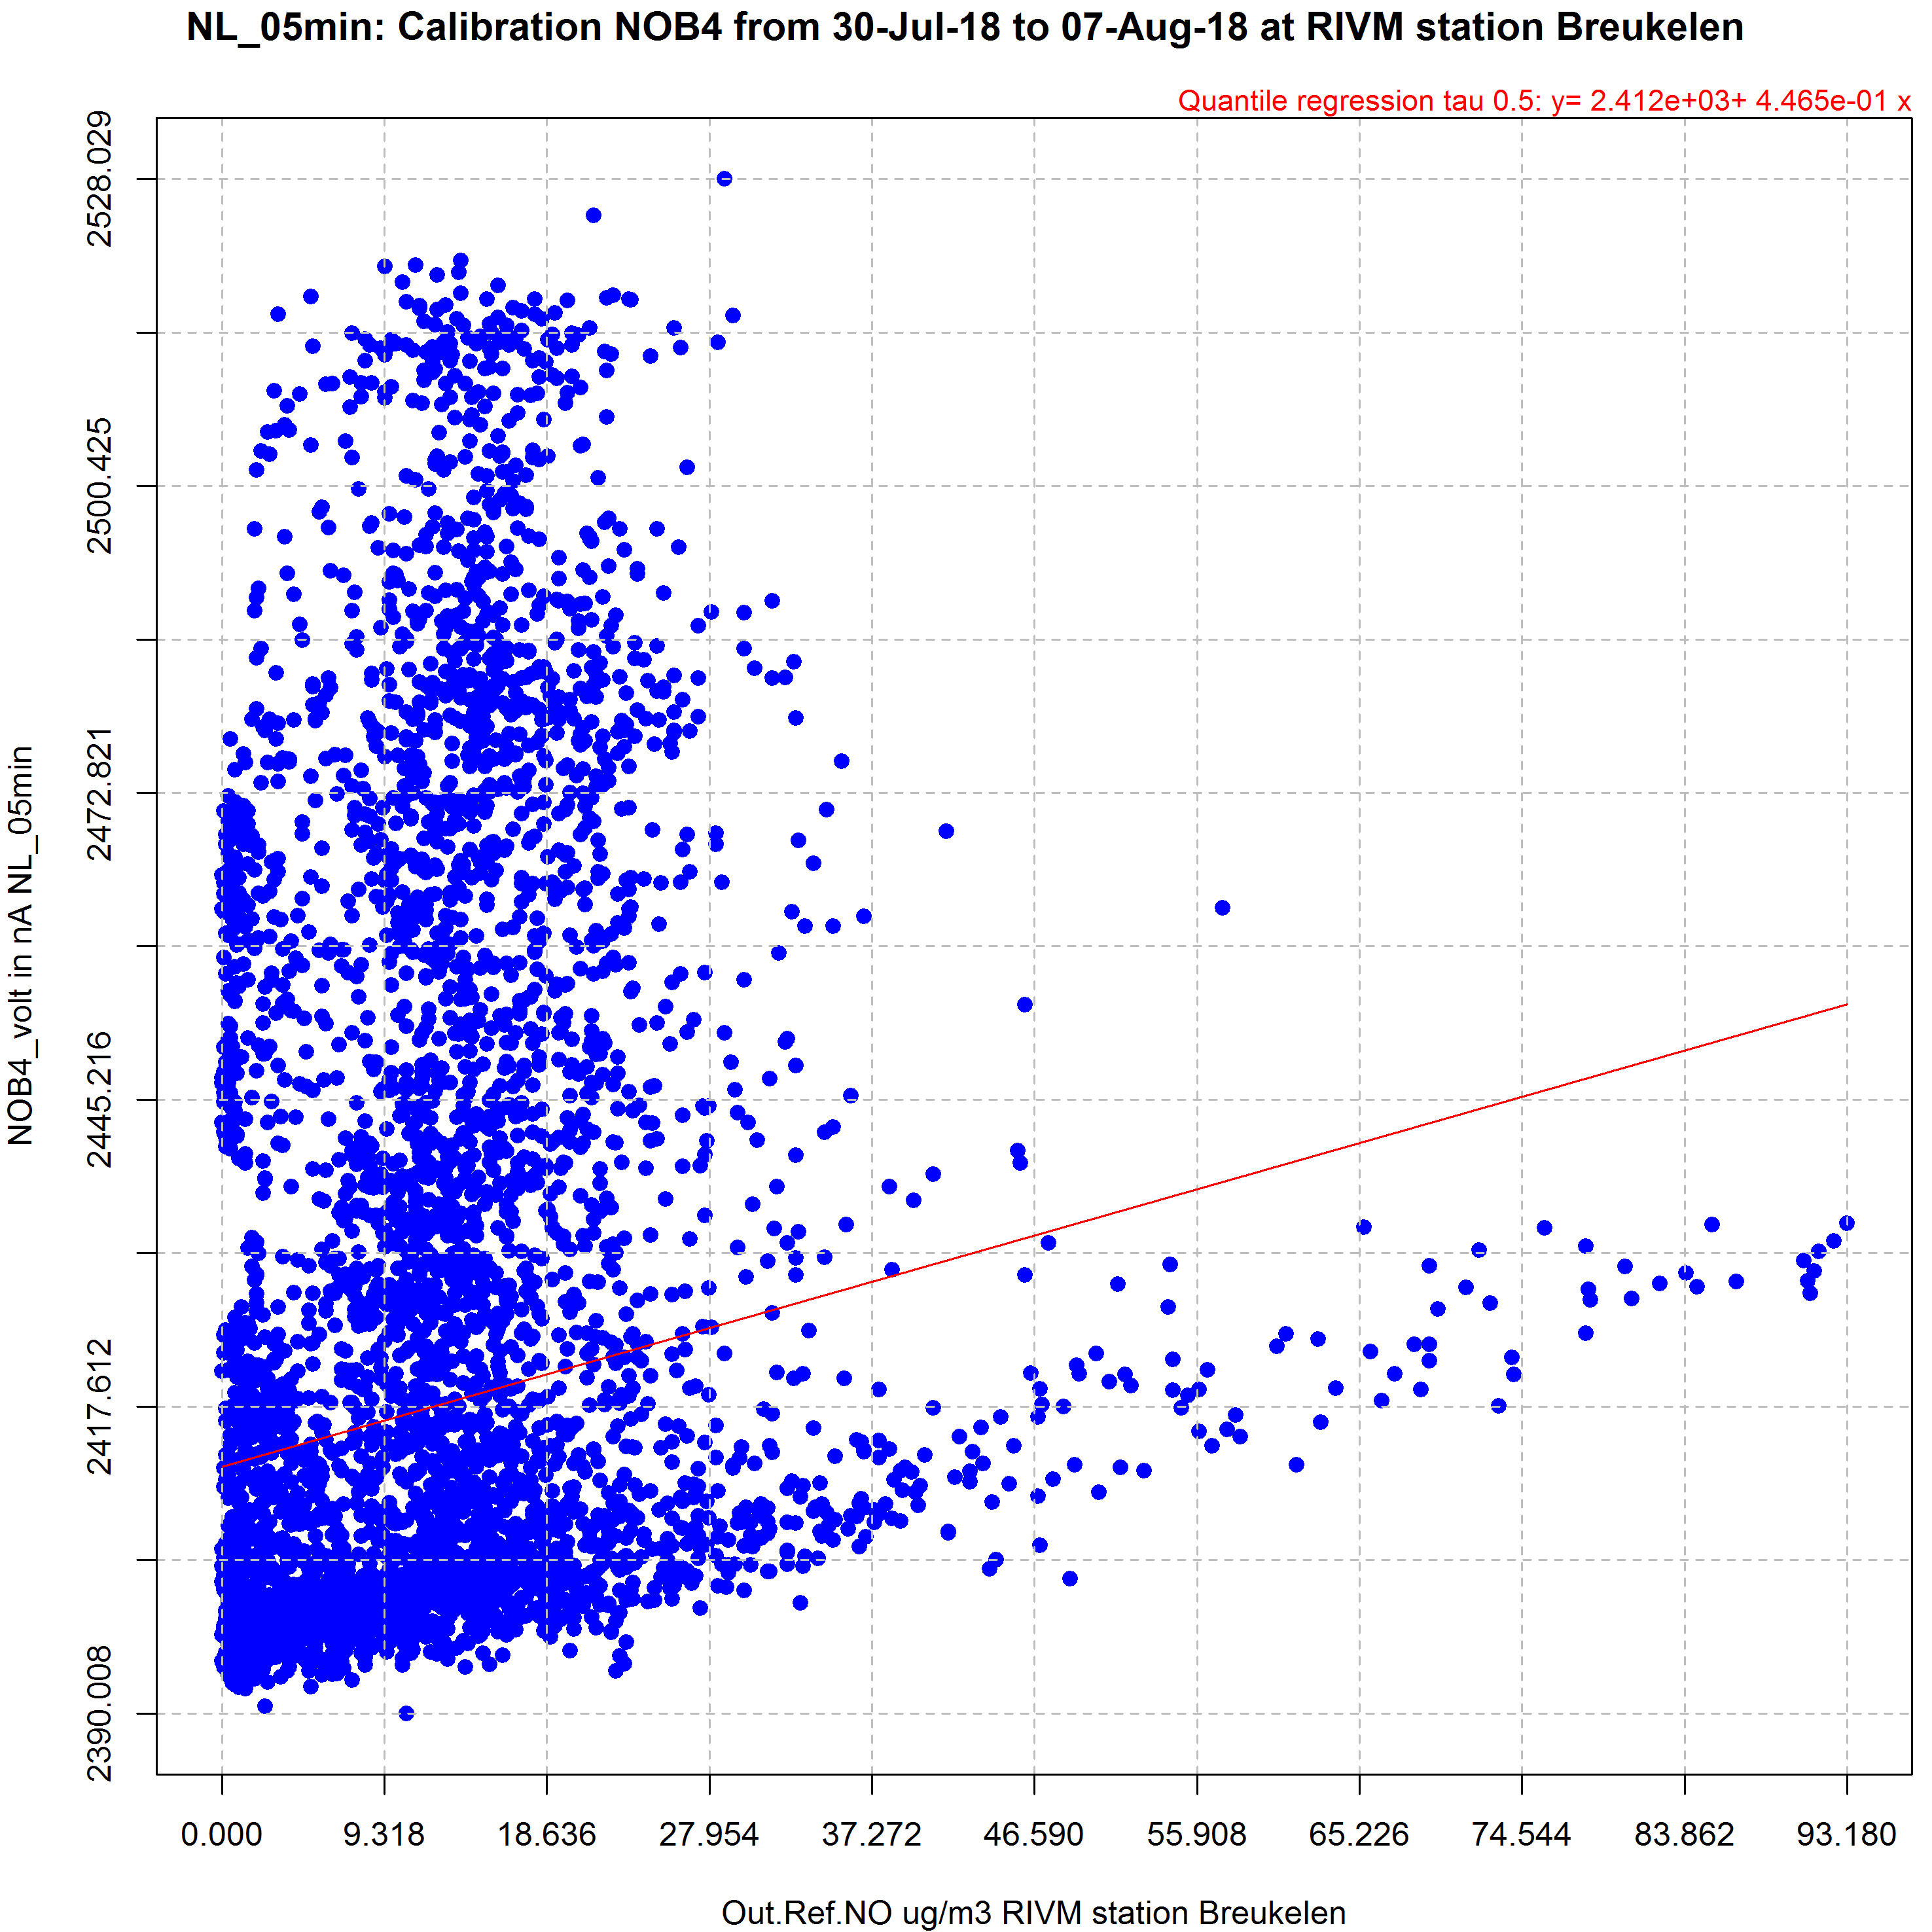 NL_05min: Calibration NOB4 from 30-Jul-18 to 07-Aug-18 at RIVM station Breukelen
Quantile regression tau 0.5: y= 2.412e+03+ 4.465e-01 x
2528.029
2500.425
2472.821
2445.216
2417.612
2390.008
NOB4_volt in nA NL_05min
0.000 9.318 18.636 27.954 37.272 46.590 55.908 65.226 74.544 83.862 93.180
Out.Ref.NO ug/m3 RIVM station Breukelen